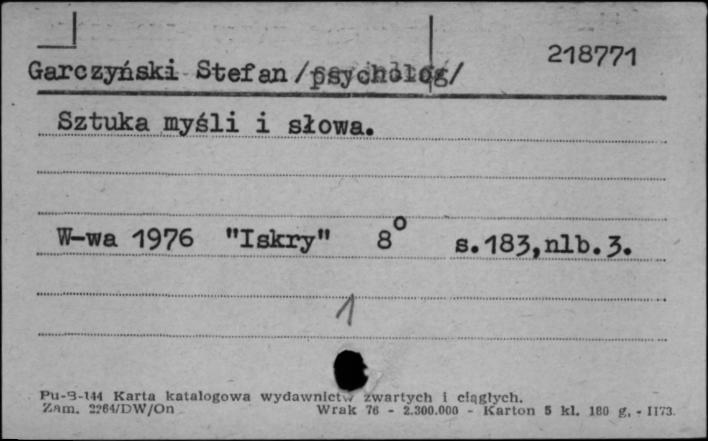 218771
Garczyński Stefan /psycholog/
Sztuka myśli i słowa.
W-wa 1976 "Iskry" 8° s.183,nlb.3.
1
Pu-B-144 Karta katalogowa wydawnictw zwartych i ciągłych.
Zam. 2264/DW/On Wrak 76 - 2.300.000 - Karton 5 kl. 180 g. - II73.